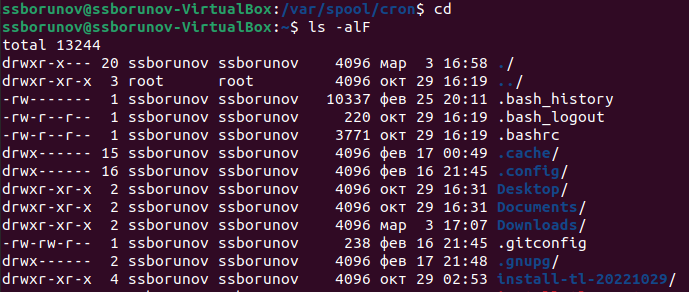 ssborunov@ssborunov-VirtualBox:/var/spool/cron$ cd
ssborunov@ssborunov-VirtualBox:~$ ls -alF
total 13244
drwxr-x--- 20 ssborunov ssborunov    4096 мар  3 16:58 ./
drwxr-xr-x  3 root      root         4096 окт 29 16:19 ../
-rw-------  1 ssborunov ssborunov   10337 фев 25 20:11 .bash_history
-rw-r--r--  1 ssborunov ssborunov     220 окт 29 16:19 .bash_logout
-rw-r--r--  1 ssborunov ssborunov    3771 окт 29 16:19 .bashrc
drwx------ 15 ssborunov ssborunov    4096 фев 17 00:49 .cache/
drwx------ 16 ssborunov ssborunov    4096 фев 16 21:45 .config/
drwxr-xr-x  2 ssborunov ssborunov    4096 окт 29 16:31 Desktop/
drwxr-xr-x  2 ssborunov ssborunov    4096 окт 29 16:31 Documents/
drwxr-xr-x  2 ssborunov ssborunov    4096 мар  3 17:07 Downloads/
-rw-rw-r--  1 ssborunov ssborunov     238 фев 16 21:45 .gitconfig
drwx------  2 ssborunov ssborunov    4096 фев 17 21:48 .gnupg/
drwxr-xr-x  4 ssborunov ssborunov    4096 окт 29 02:53 install-tl-20221029/